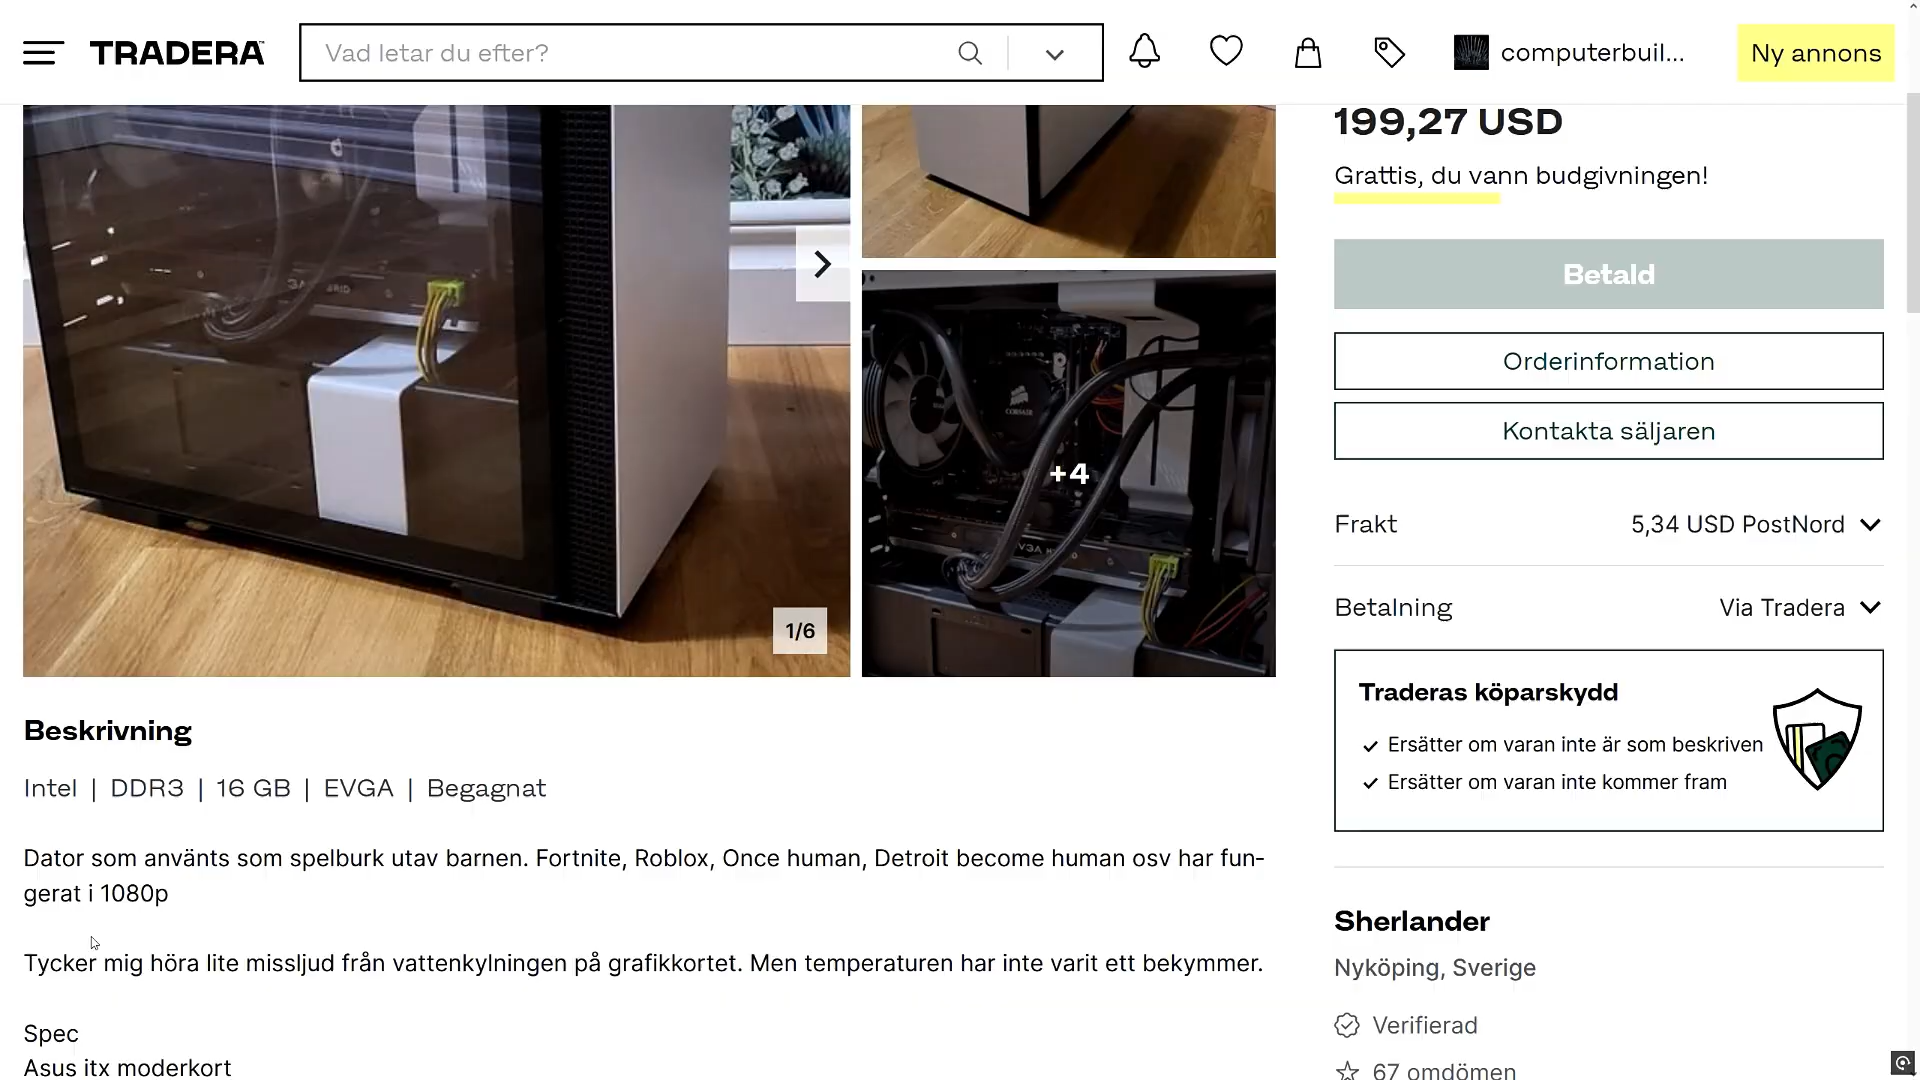 TRADERA
Vad letar du efter?
computerbuil...
Ny annons
199,27 USD
Grattis, du vann budgivningen!
Betald
Orderinformation
Kontakta säljaren
Frakt
5,34 USD PostNord
Betalning
Via Tradera
Traderas köparskydd
Ersätter om varan inte är som beskriven
Ersätter om varan inte kommer fram
Sherlander
Nyköping, Sverige
Verifierad
67 omdömen
CORSAIR
+4
1/6
Beskrivning
Intel | DDR3 | 16 GB | EVGA | Begagnat
Dator som använts som spelburk utav barnen. Fortnite, Roblox, Once human, Detroit become human osv har fun-
gerat i 1080p
Tycker mig höra lite missljud från vattenkylningen på grafikkortet. Men temperaturen har inte varit ett bekymmer.
Spec
Asus itx moderkort